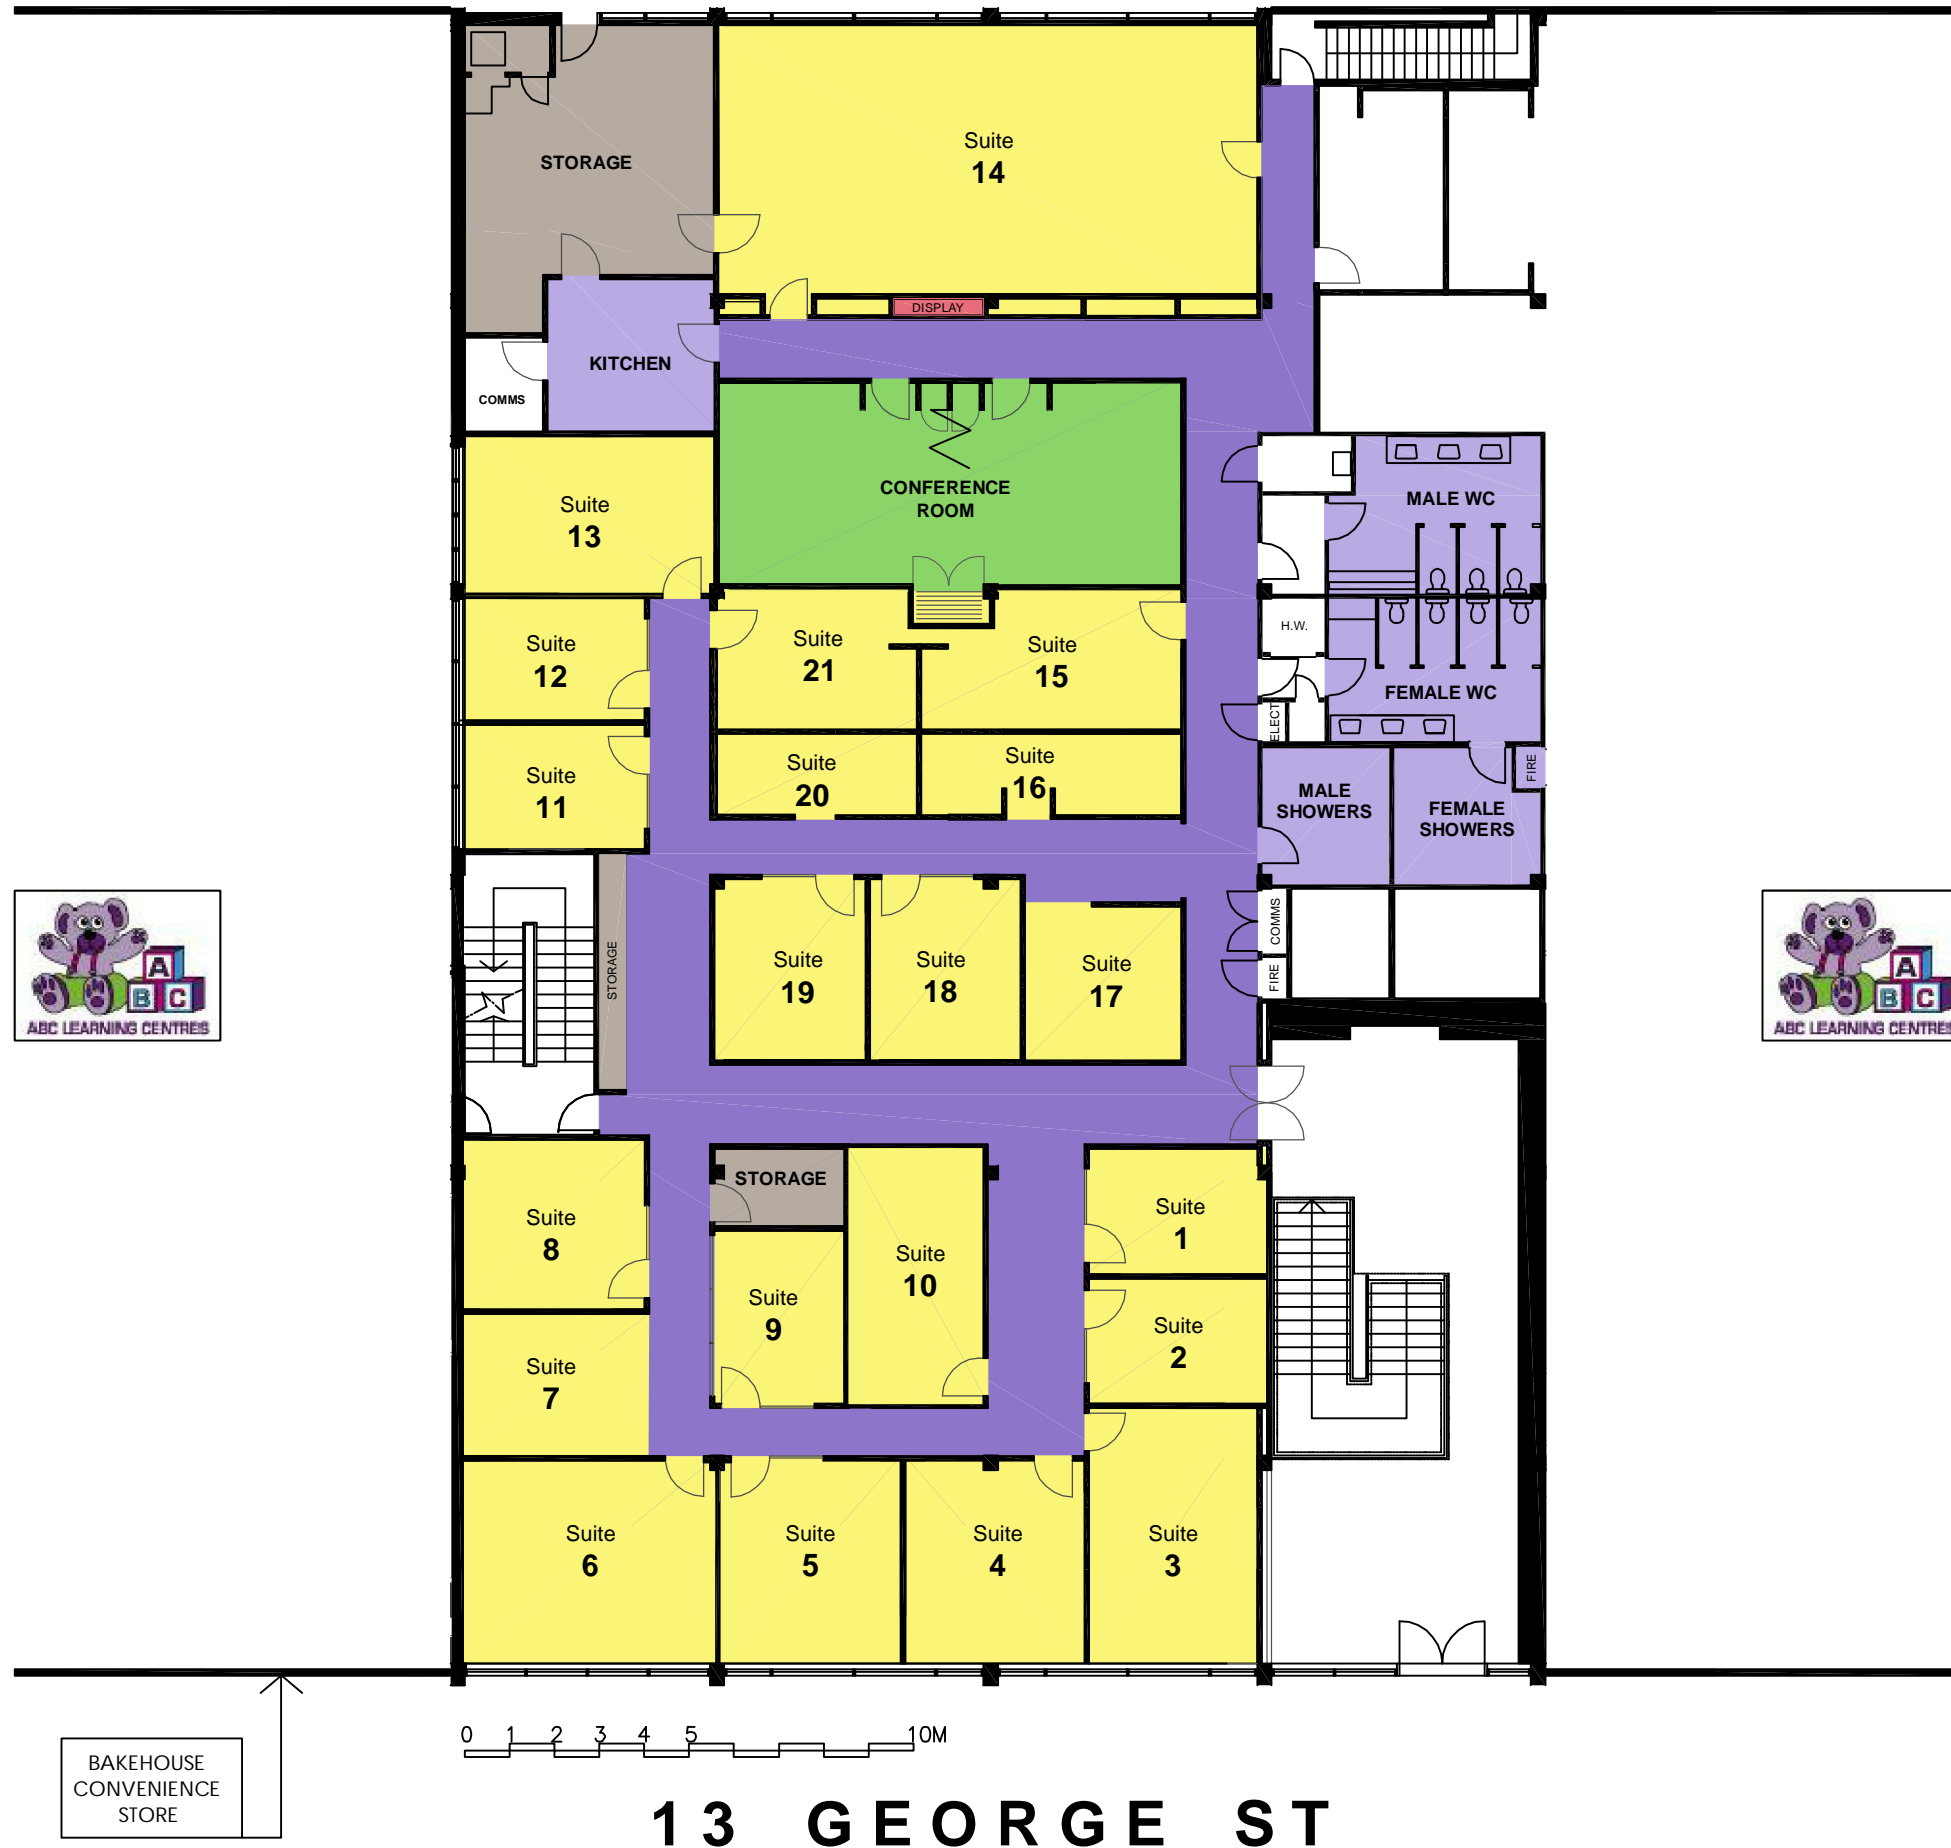 STORAGE
Suite
14
DISPLAY
KITCHEN
COMMS
CONFERENCE
ROOM
MALE WC
Suite
13
Suite
12
Suite
21
Suite
15
H.W.
FEMALE WC
ELECT
Suite
11
Suite
20
Suite
16
MALE
SHOWERS
FEMALE
SHOWERS
FIRE
A
B C
ABC LEARNING CENTRES
STORAGE
Suite
19
Suite
18
Suite
17
COMMS
FIRE
A
B C
ABC LEARNING CENTRES
STORAGE
Suite
8
Suite
10
Suite
1
Suite
9
Suite
2
Suite
7
Suite
6
Suite
5
Suite
4
Suite
3
0 1 2 3 4 5 10M
BAKEHOUSE
CONVENIENCE
STORE
13 GEORGE ST